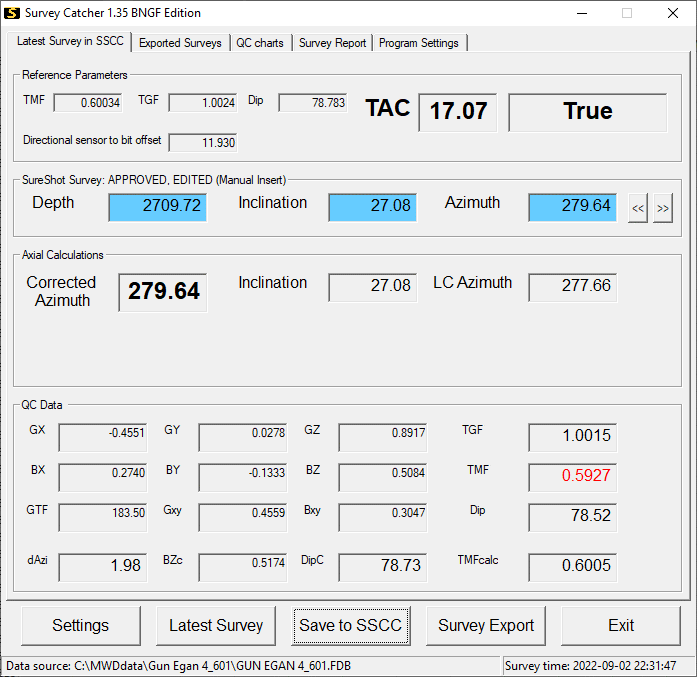 Survey Catcher 1.35 BNGF Edition
Latest Survey in SSCC Exported Surveys QC charts Survey Report Program Settings
Reference Parameters
TMF 0.60034 TGF 1.0024 Dip 78.783 TAC 17.07 True
Directional sensor to bit offset 11.930
SureShot Survey: APPROVED, EDITED (Manual Insert)
Depth 2709.72 Inclination 27.08 Azimuth 279.64 << >>
Axial Calculations
Corrected Azimuth 279.64 Inclination 27.08 LC Azimuth 277.66
QC Data
GX -0.4551 GY 0.0278 GZ 0.8917 TGF 1.0015
BX 0.2740 BY -0.1333 BZ 0.5084 TMF 0.5927
GTF 183.50 Gxy 0.4559 Bxy 0.3047 Dip 78.52
dAzi 1.98 BZc 0.5174 DipC 78.73 TMFcalc 0.6005
Settings Latest Survey Save to SSCC Survey Export Exit
Data source: C:\MWDdata\Gun Egan 4_601\GUN EGAN 4_601.FDB Survey time: 2022-09-02 22:31:47